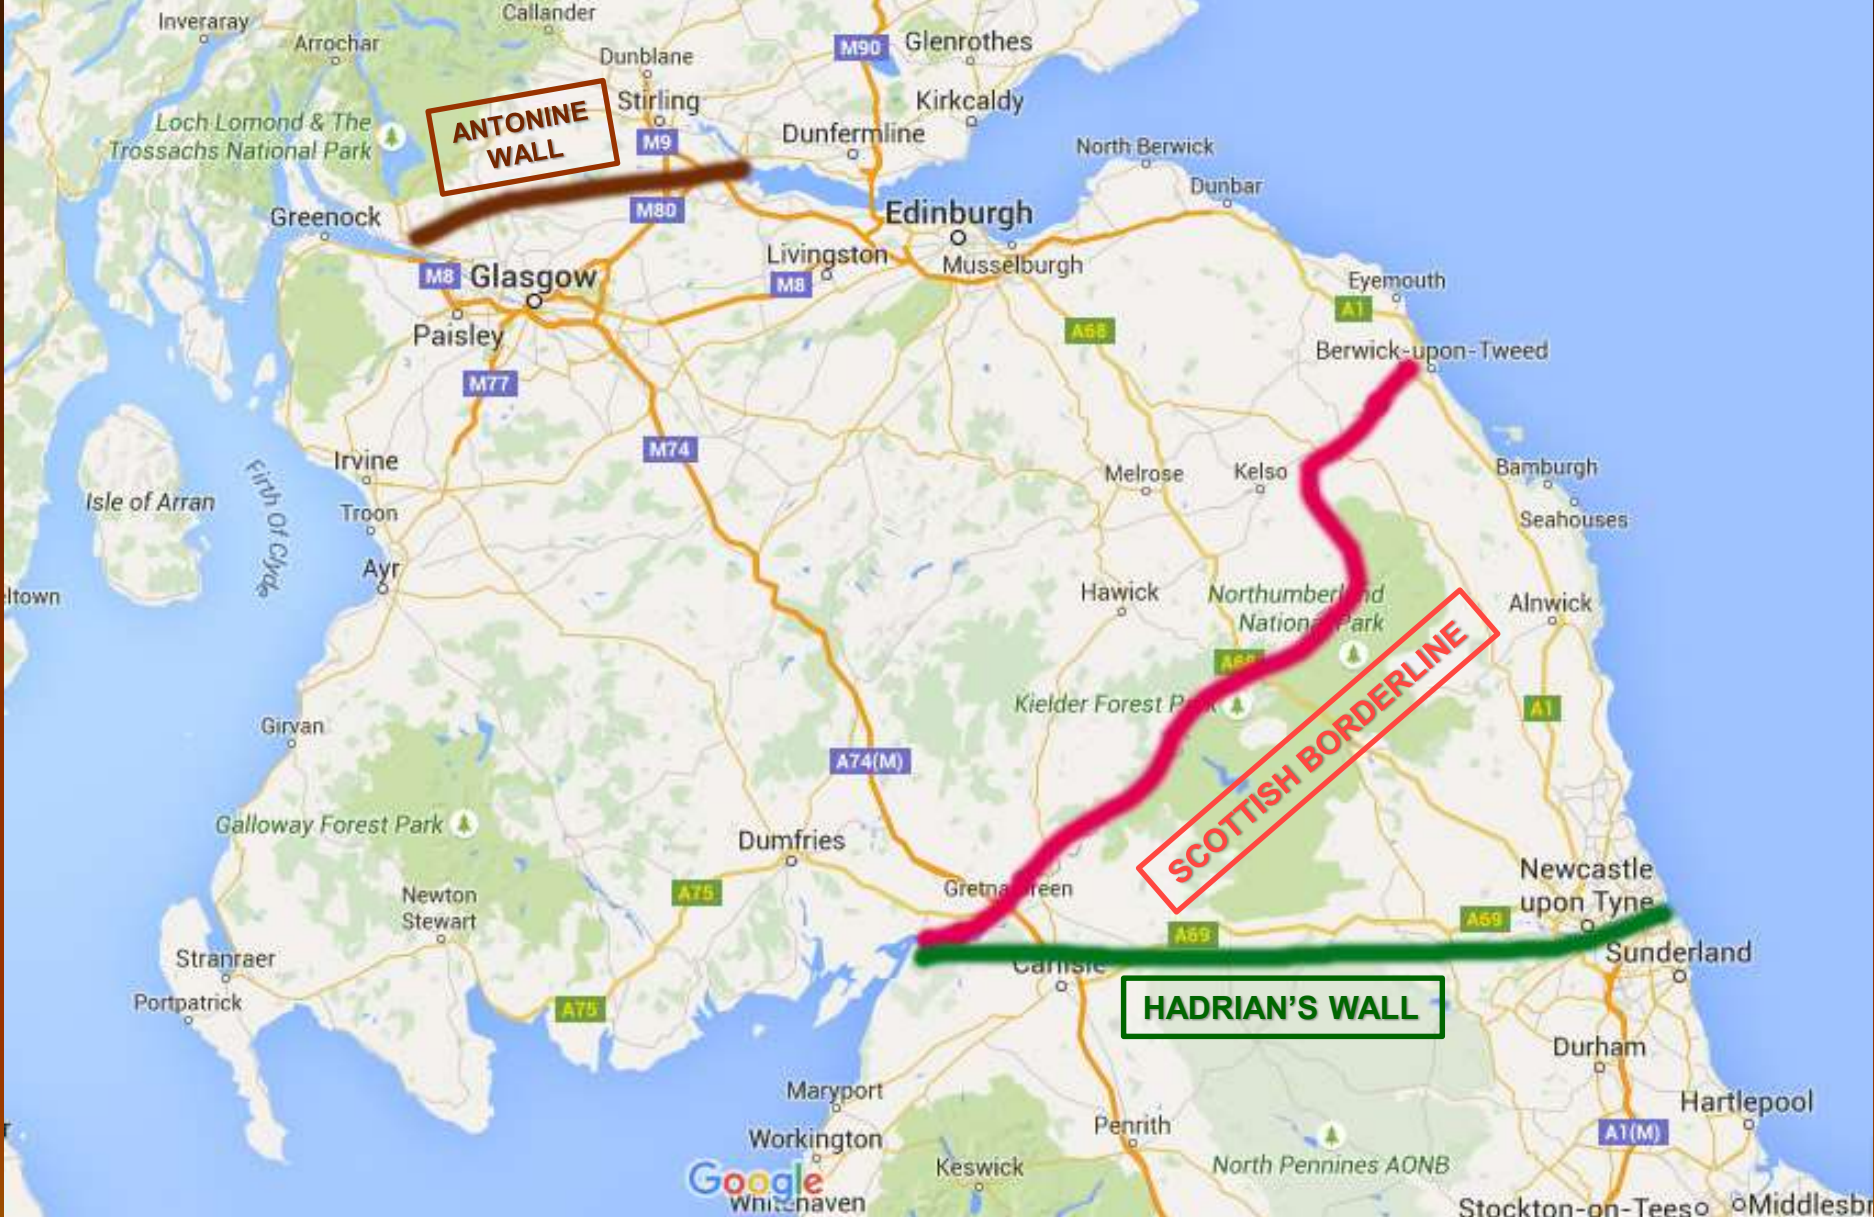 Inveraray
Callander
Arrochar
Dunblane
M90
Glenrothes
ANTONINE
WALL
Stirling
Kirkcaldy
Loch Lomond & The
Trossachs National Park
M9
Dunfermline
North Berwick
Dunbar
Greenock
M80
Edinburgh
Livingston
Musselburgh
M8
Glasgow
M8
Eyemouth
A1
Paisley
A68
Berwick-upon-Tweed
M77
M74
Irvine
Melrose
Kelso
Bamburgh
Isle of Arran
Firth Of Clyde
Troon
Seahouses
Ayr
ltown
Hawick
Northumberland
National Park
Alnwick
A68
Kielder Forest Park
SCOTTISH BORDERLINE
A1
Girvan
A74(M)
Galloway Forest Park
Dumfries
Newcastle
upon Tyne
Gretna Green
A75
Newton
Stewart
A69
A69
Stranraer
Carlisle
Sunderland
Portpatrick
A75
HADRIAN'S WALL
Durham
Maryport
Hartlepool
Penrith
A1(M)
Workington
Keswick
North Pennines AONB
Google
Whitehaven
Stockton-on-Tees
Middlesb